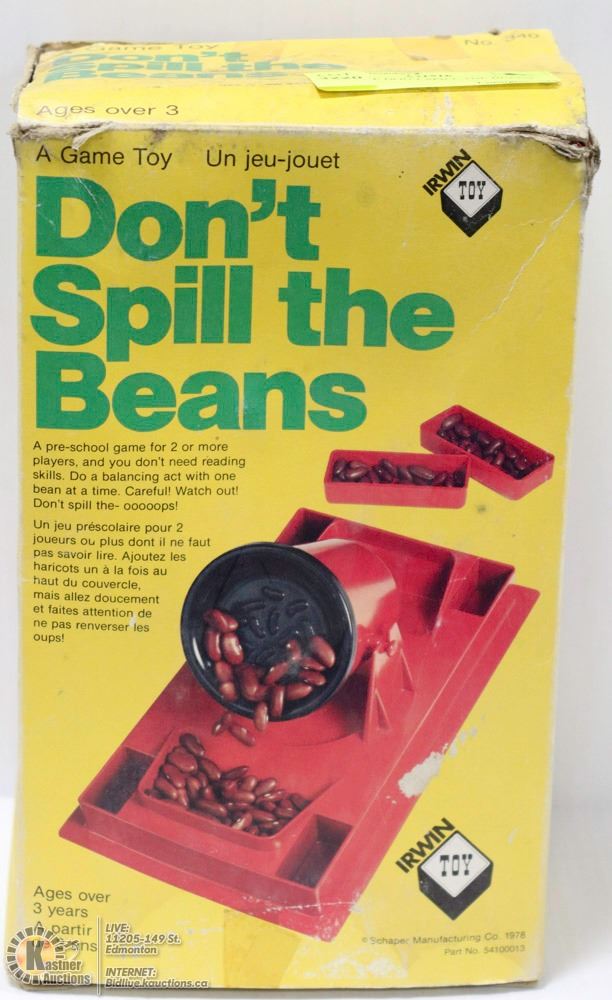 A Game Toy
No. 340
Don't
Spill the
Beans
Ages over 3
A Game Toy Un jeu-jouet
IRWIN
TOY
Don't
Spill the
Beans
A pre-school game for 2 or more
players, and you don't need reading
skills. Do a balancing act with one
bean at a time. Careful! Watch out!
Don't spill the- ooooops!
Un jeu préscolaire pour 2
joueurs ou plus dont il ne faut
pas savoir lire. Ajoutez les
haricots un à la fois au
haut du couvercle,
mais allez doucement
et faites attention de
ne pas renverser les
oups!
IRWIN
TOY
Ages over
3 years
A partir
ans
© Schaper Manufacturing Co. 1978
Part No. 54100013
K
Kastner
Auctions
LIVE:
11205-149 St.
Edmonton
INTERNET:
Bidlive.kauctions.ca